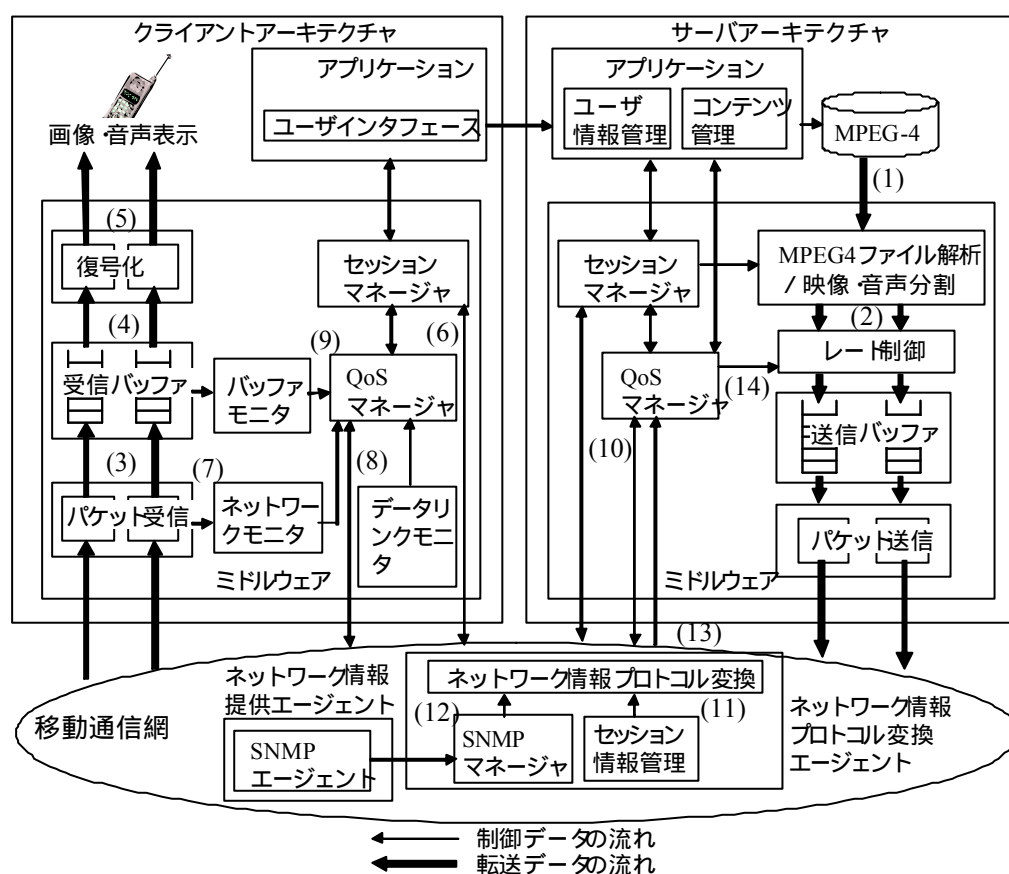 クライアントアーキテクチャ
アプリケーション
ユーザインタフェース
画像・音声表示
(5)
復号化
(4)
受信バッファ
(3)
パケット受信
(7)
バッファ
モニタ
(9)
ネットワー
クモニタ
セッション
マネージャ
(6)
QoS
マネージャ
(8)
データリ
ンクモニ
タ
ミドルウェア
サーバアーキテクチャ
アプリケーション
ユーザ
情報管理
コンテンツ
管理
MPEG-4
(1)
セッション
マネージャ
MPEG4ファイル解析
/映像・音声分割
(2)
レート制御
QoS
マネージャ
(14)
(10)
送信バッファ
パケット送信
ミドルウェア
(13)
移動通信網
ネットワーク情報
提供エージェント
SNMP
エージェント
ネットワーク情報プロトコル変換
(12)
(11)
SNMP
マネージャ
セッション
情報管理
ネットワーク情報
プロトコル変換
エージェント
制御データの流れ
転送データの流れ